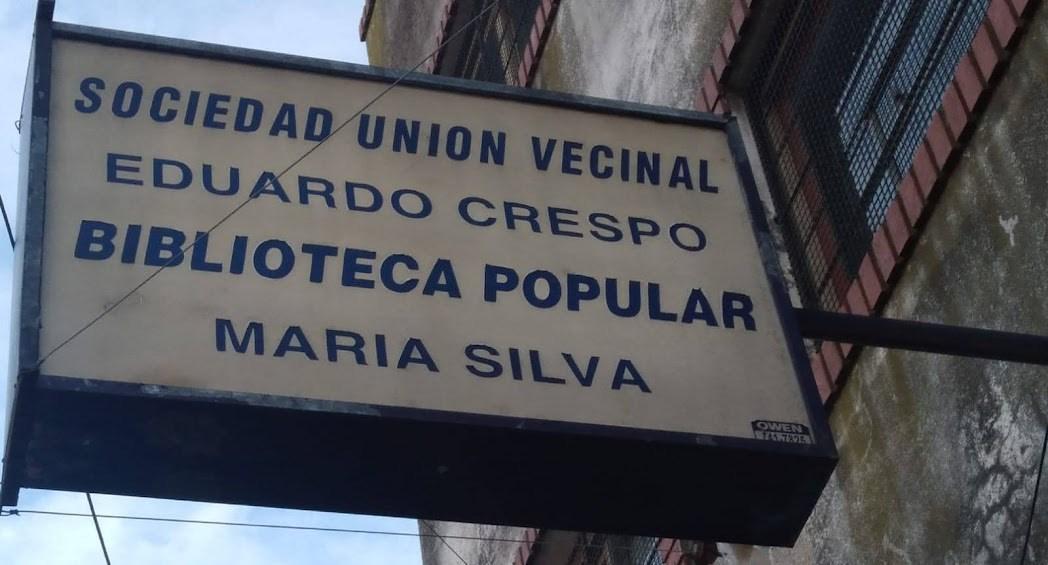 SOCIEDAD UNION VECINAL
EDUARDO CRESPO
BIBLIOTECA POPULAR
MARIA SILVA
OWEN